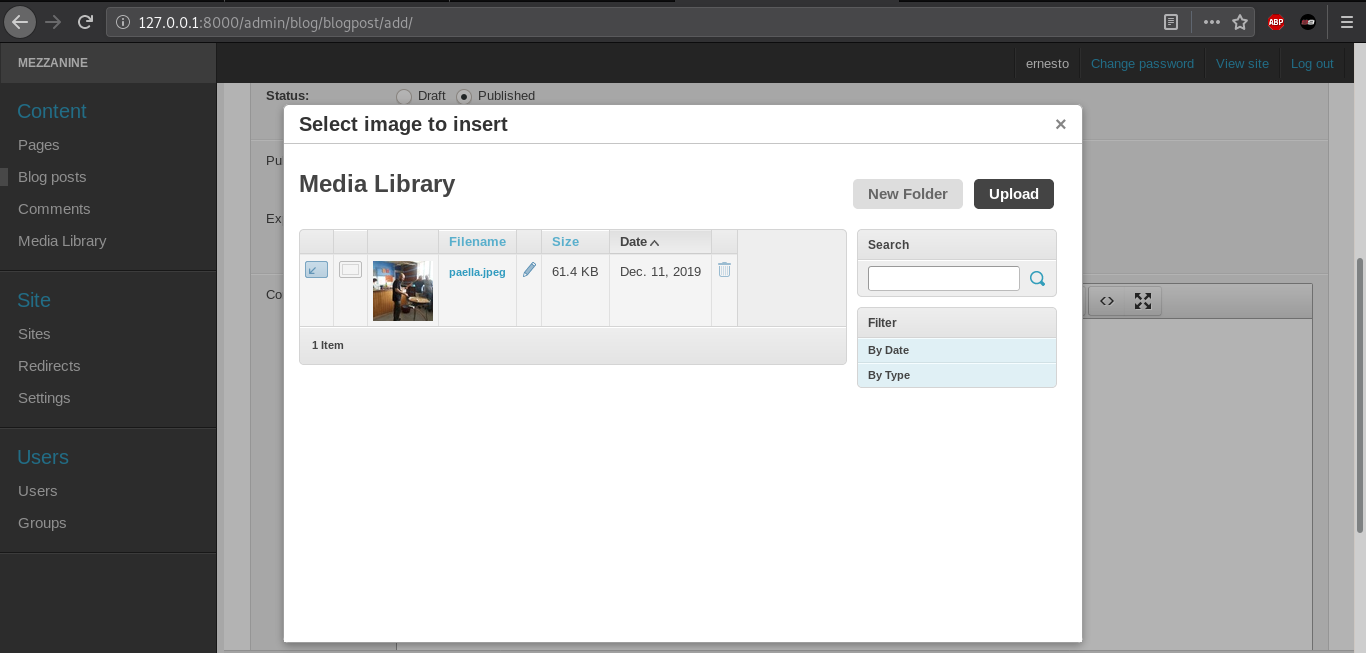 127.0.0.1:8000/admin/blog/blogpost/add/
ABP
MEZZANINE
ernesto
Change password
View site
Log out
Content
Pages
Blog posts
Comments
Media Library
Site
Sites
Redirects
Settings
Users
Users
Groups
Status:
Draft
Published
Pu
Ex
Co
Select image to insert
×
Media Library
New Folder
Upload
Filename
Size
Date
paella.jpeg
61.4 KB
Dec. 11, 2019
1 Item
Search
Filter
By Date
By Type